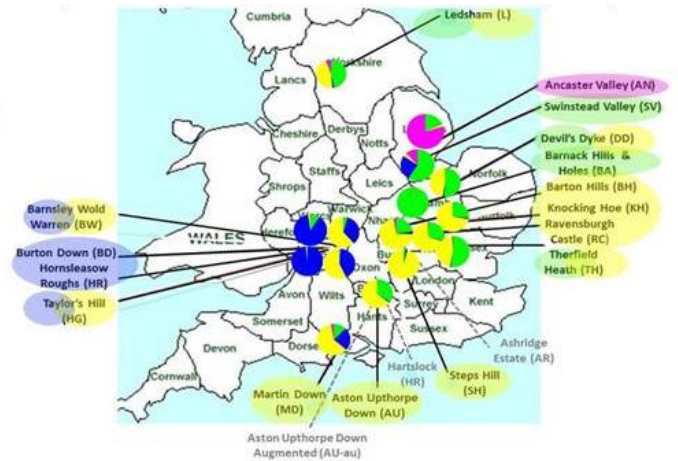 Cumbria
Ledsham (L)
Yorkshire
Lancs
Ancaster Valley (AN)
Swinstead Valley (SV)
Cheshire
Derbys
Notts
Devil's Dyke (DD)
Barnack Hills &
Holes (BA)
Staffs
Norfolk
Shrops
Leics
Barton Hills (BH)
Barnsley Wold
Warren (BW)
Warwick
Knocking Hoe (KH)
Ravensburgh
Castle (RC)
WALES
Burton Down (BD)
Hornsleasow
Roughs (HR)
Therfield
Heath (TH)
Oxon
London
Taylor's Hill
(HG)
Avon
Wilts
Surrey
Kent
Somerset
Hants
Sussex
Devon
Ashridge
Estate (AR)
Hartslock
(HR)
Cornwall
Steps Hill
(SH)
Martin Down
(MD)
Aston Upthorpe
Down (AU)
Aston Upthorpe Down
Augmented (AU-au)